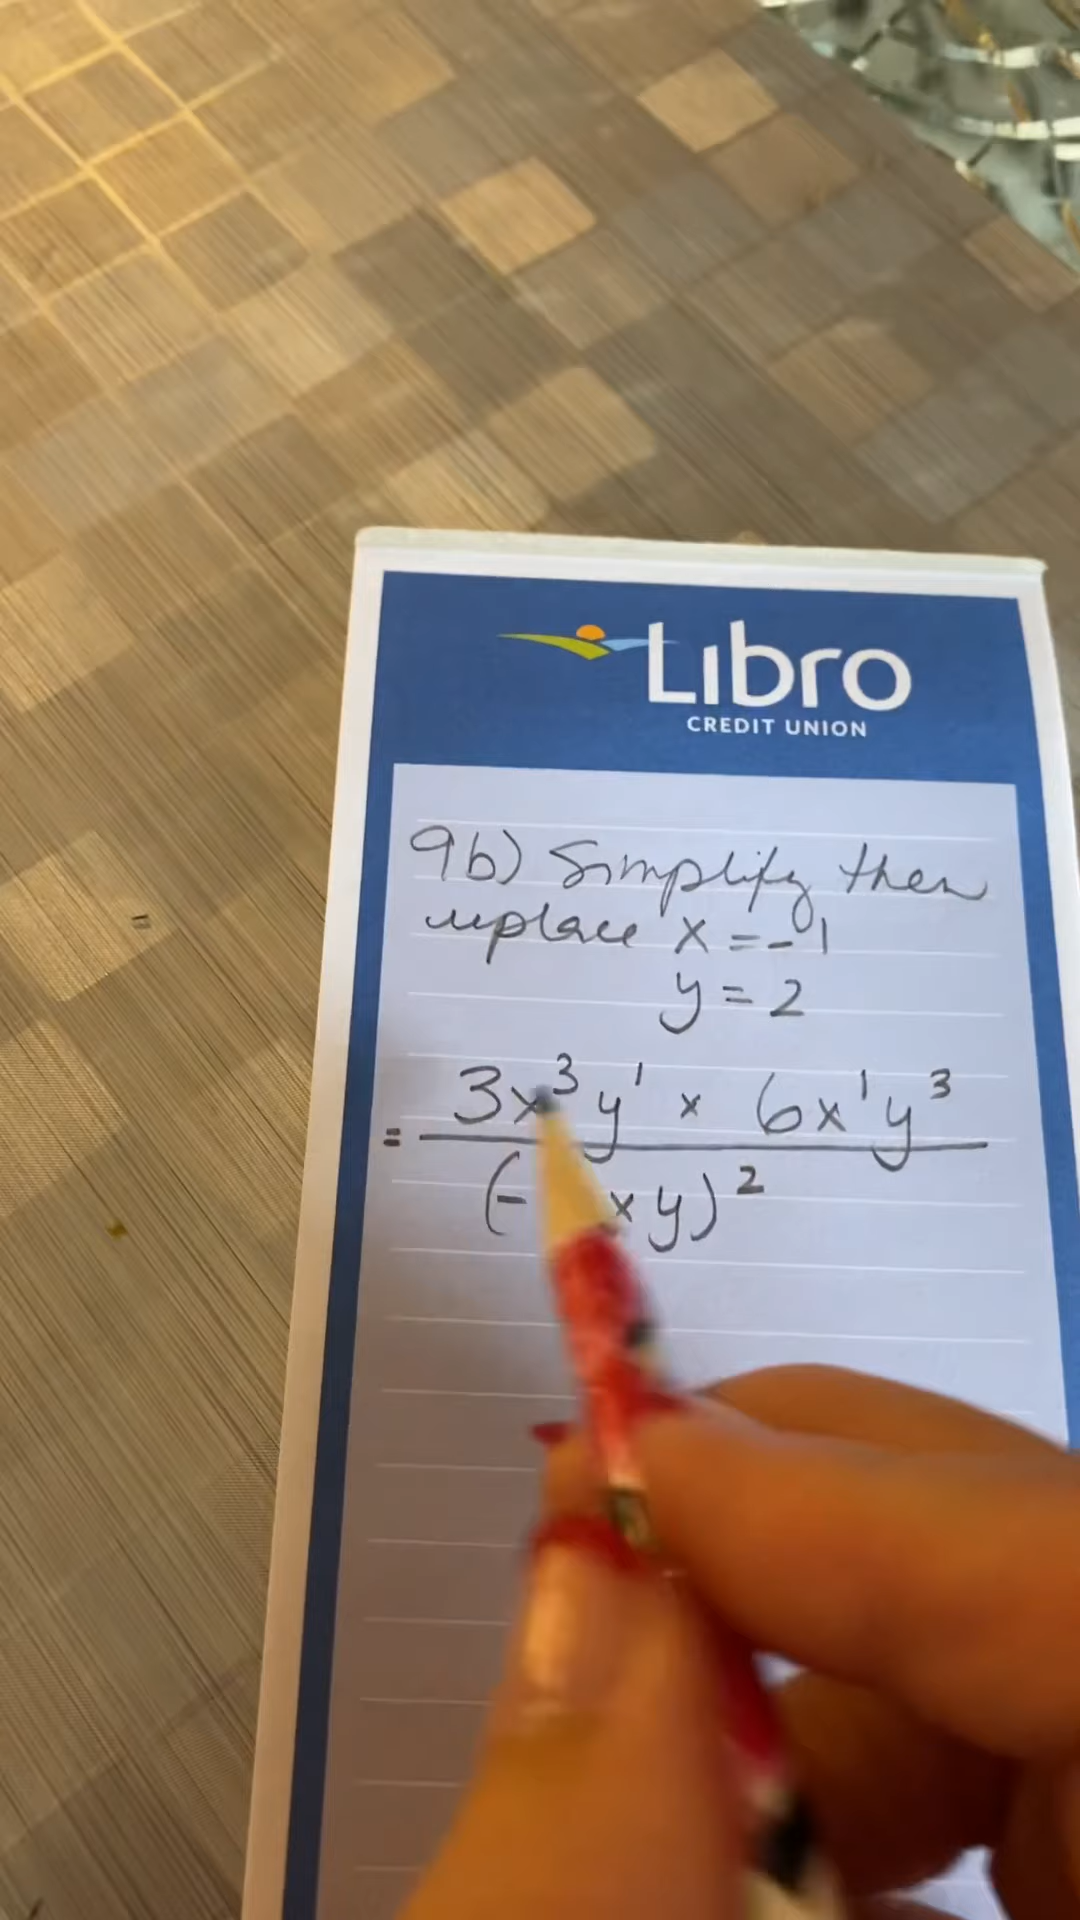 Libro
CREDIT UNION
9b) Simplify then
replace x = -1
y = 2
= 3x³y¹ x 6x¹y³
(- xy)²